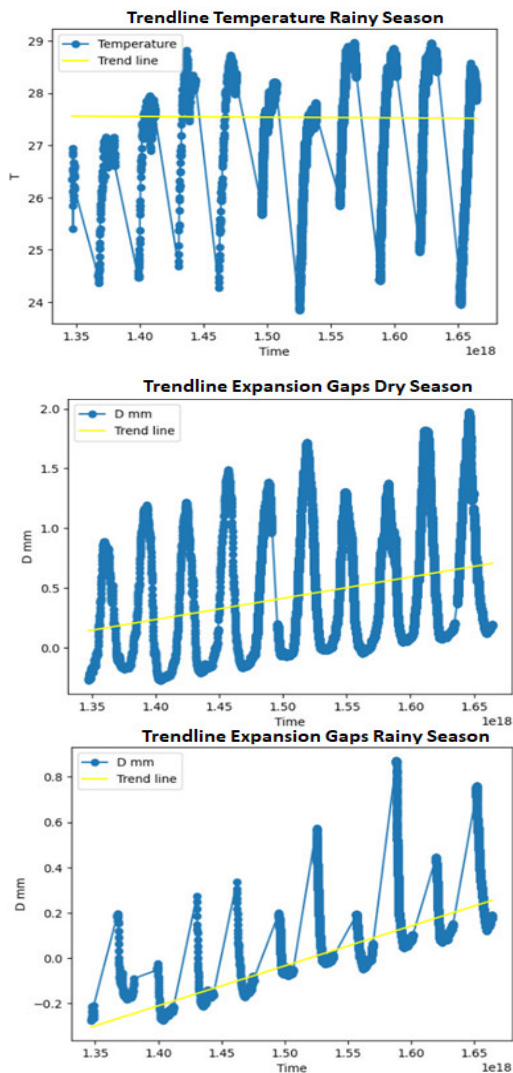 Trendline Temperature Rainy Season
29
28
27
26
25
24
T
Temperature
Trend line
1.35 1.40 1.45 1.50 1.55 1.60 1.65
Time
1e18
Trendline Expansion Gaps Dry Season
2.0
1.5
1.0
0.5
0.0
D mm
D mm
Trend line
1.35 1.40 1.45 1.50 1.55 1.60 1.65
Time
1e18
Trendline Expansion Gaps Rainy Season
0.8
0.6
0.4
0.2
0.0
−0.2
D mm
D mm
Trend line
1.35 1.40 1.45 1.50 1.55 1.60 1.65
Time
1e18